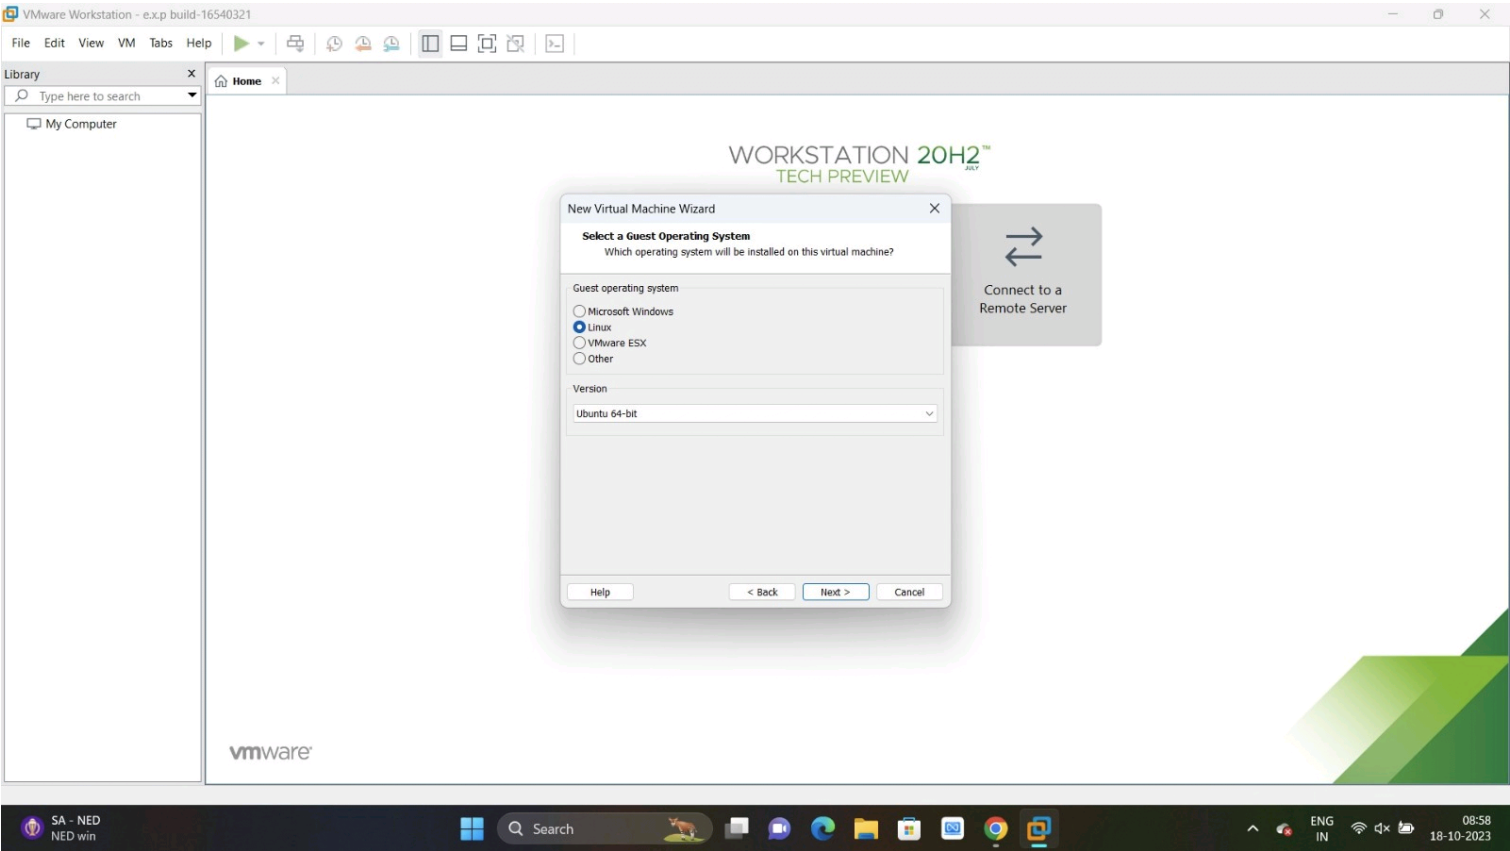 VMware Workstation - e.x.p build-16540321
File Edit View VM Tabs Help
Library
Home
Type here to search
My Computer
WORKSTATION 20H2™
JULY
TECH PREVIEW
New Virtual Machine Wizard
Select a Guest Operating System
Which operating system will be installed on this virtual machine?
Guest operating system
Microsoft Windows
Linux
VMware ESX
Other
Version
Ubuntu 64-bit
Help
< Back
Next >
Cancel
Connect to a
Remote Server
vmware
SA - NED
NED win
Search
ENG
IN
08:58
18-10-2023